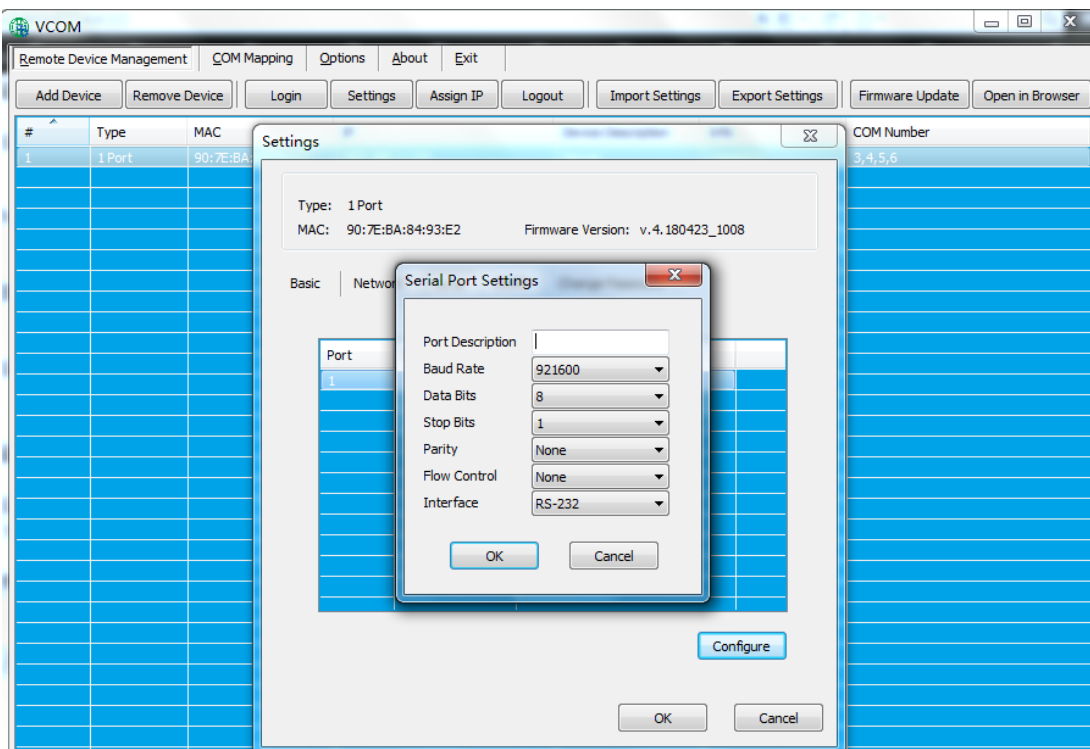 VCOM
Remote Device Management COM Mapping Options About Exit
Add Device Remove Device Login Settings Assign IP Logout Import Settings Export Settings Firmware Update Open in Browser
# Type MAC COM Number
1 1 Port 90:7E:BA 3,4,5,6
Settings
Type: 1 Port
MAC: 90:7E:BA:84:93:E2 Firmware Version: v.4.180423_1008
Basic Networ
Port
1
Serial Port Settings
Port Description
Baud Rate 921600
Data Bits 8
Stop Bits 1
Parity None
Flow Control None
Interface RS-232
OK Cancel
Configure
OK Cancel